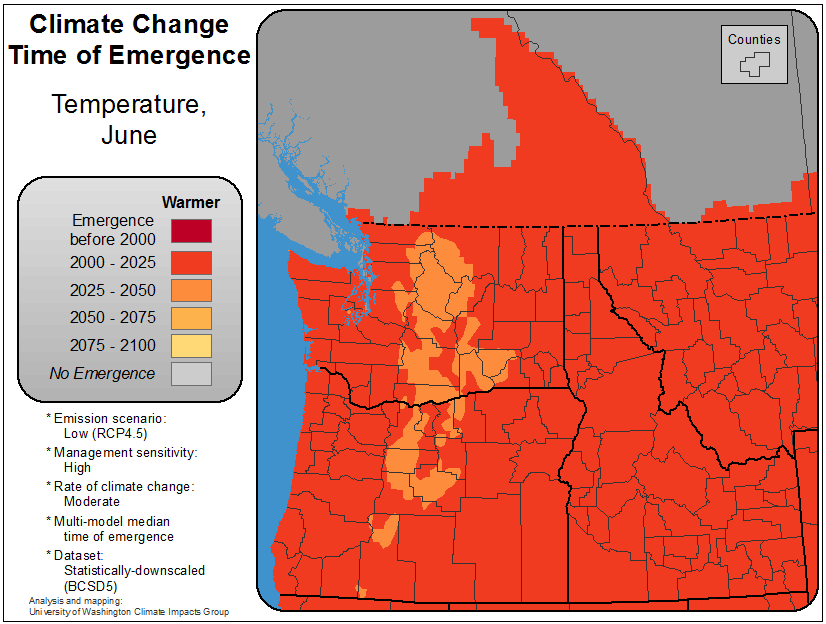 Climate Change
Time of Emergence
Temperature,
June
Warmer
Emergence
before 2000
2000 - 2025
2025 - 2050
2050 - 2075
2075 - 2100
No Emergence
* Emission scenario:
Low (RCP4.5)
* Management sensitivity:
High
* Rate of climate change:
Moderate
* Multi-model median
time of emergence
* Dataset:
Statistically-downscaled
(BCSD5)
Analysis and mapping:
University of Washington Climate Impacts Group
Counties